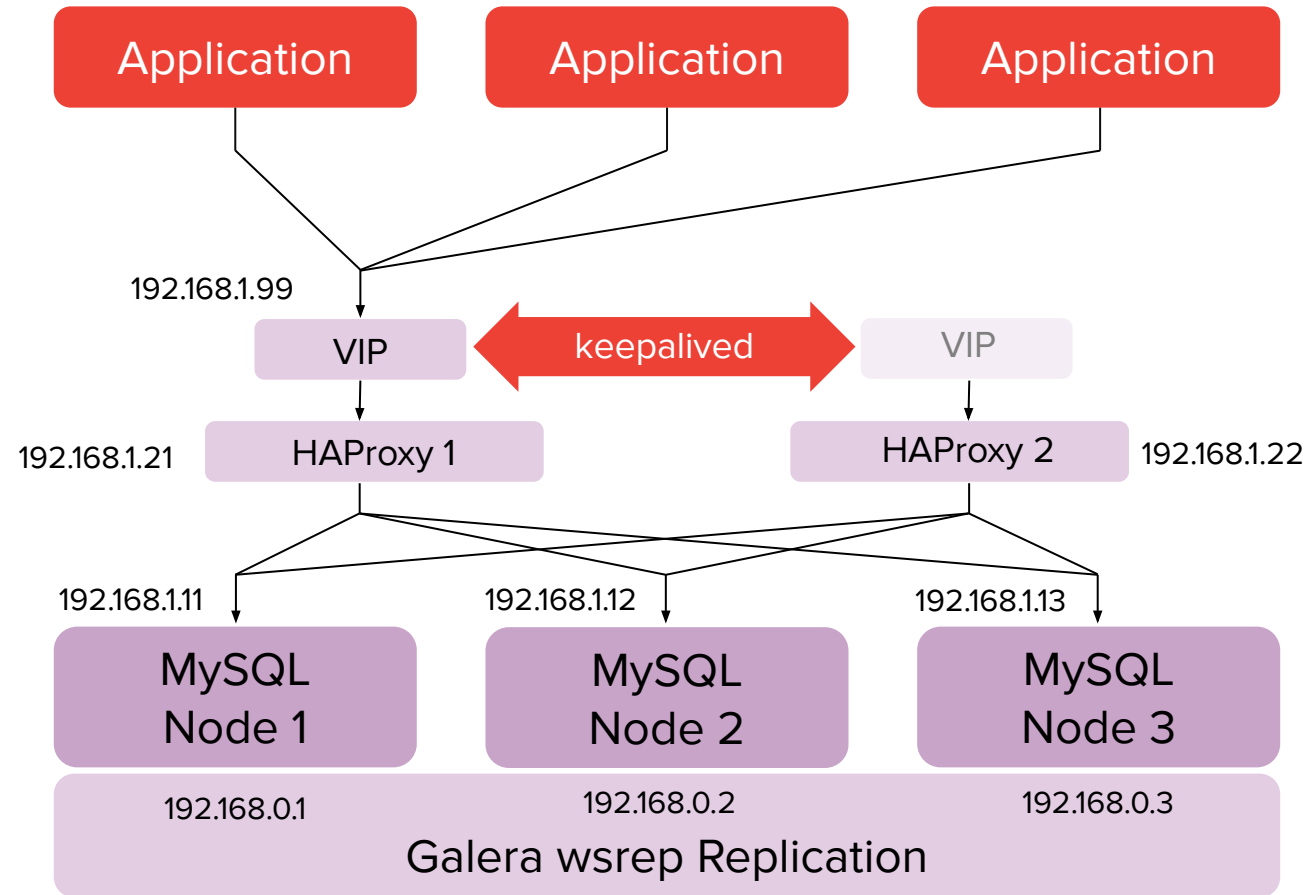 Application
Application
Application
192.168.1.99
VIP
keepalived
VIP
192.168.1.21
HAProxy 1
HAProxy 2
192.168.1.22
192.168.1.11
192.168.1.12
192.168.1.13
MySQL
Node 1
MySQL
Node 2
MySQL
Node 3
192.168.0.1
192.168.0.2
192.168.0.3
Galera wsrep Replication